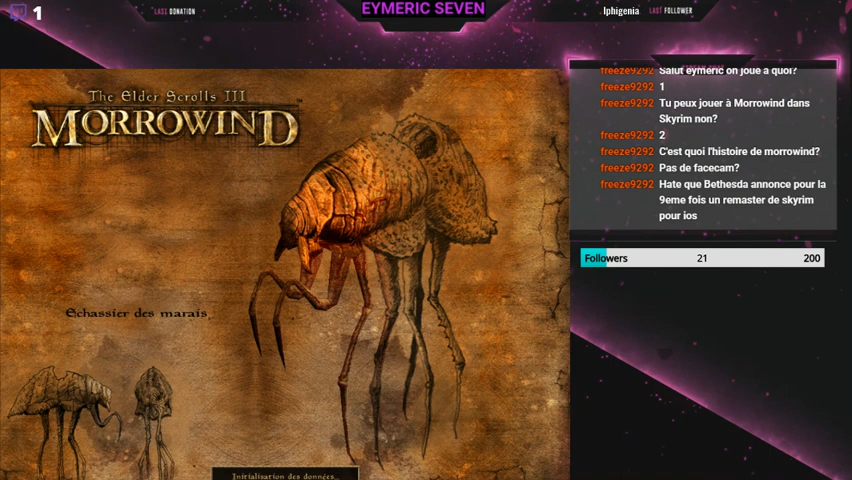 1
LAST DONATION
EYMERIC SEVEN
Iphigenia
LAST FOLLOWER
The Elder Scrolls III
MORROWIND
Echassier des marais
Initialisation des données...
freeze9292 Salut eymeric on joue a quoi?
freeze9292 1
freeze9292 Tu peux jouer à Morrowind dans
Skyrim non?
freeze9292 2
freeze9292 C'est quoi l'histoire de morrowind?
freeze9292 Pas de facecam?
freeze9292 Hate que Bethesda annonce pour la
9eme fois un remaster de skyrim
pour ios
Followers 21 200